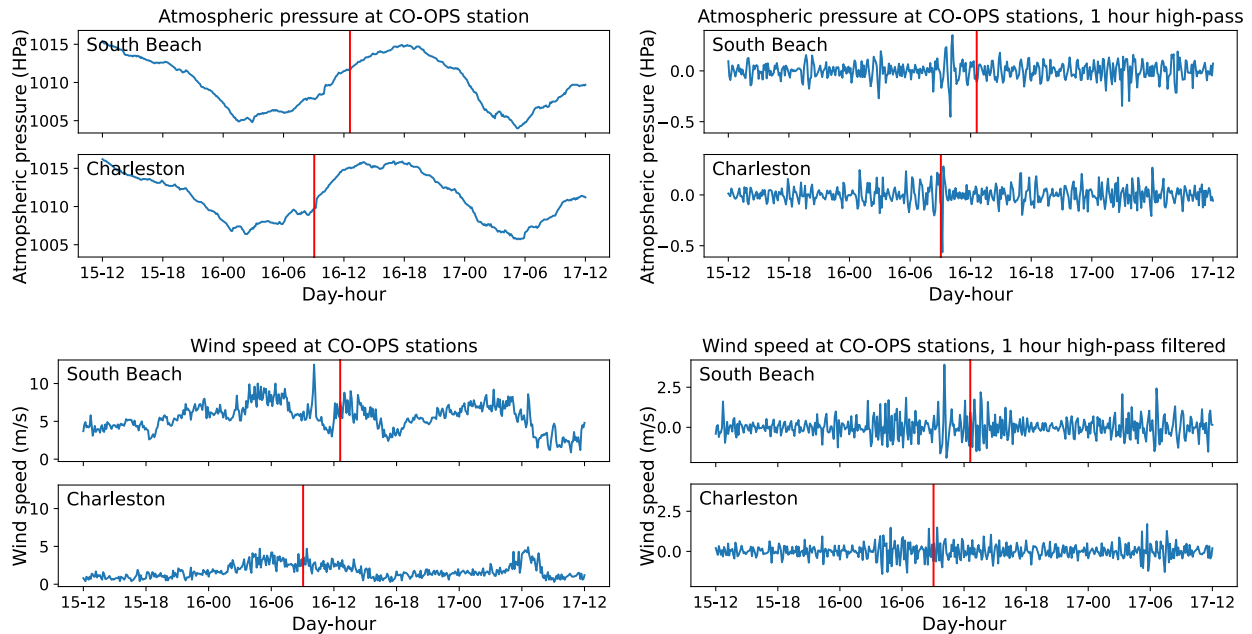 Atmospheric pressure at CO-OPS station
South Beach
1015
1010
1005
Charleston
1015
1010
1005
Atmopsheric pressure (HPa)
15-12 15-18 16-00 16-06 16-12 16-18 17-00 17-06 17-12
Day-hour
Atmospheric pressure at CO-OPS stations, 1 hour high-pass
South Beach
0.0
−0.5
Charleston
0.0
−0.5
Atmopsheric pressure (HPa)
15-12 15-18 16-00 16-06 16-12 16-18 17-00 17-06 17-12
Day-hour
Wind speed at CO-OPS stations
South Beach
10
5
0
Charleston
10
5
0
Wind speed (m/s)
15-12 15-18 16-00 16-06 16-12 16-18 17-00 17-06 17-12
Day-hour
Wind speed at CO-OPS stations, 1 hour high-pass filtered
South Beach
2.5
0.0
Charleston
2.5
0.0
Wind speed (m/s)
15-12 15-18 16-00 16-06 16-12 16-18 17-00 17-06 17-12
Day-hour